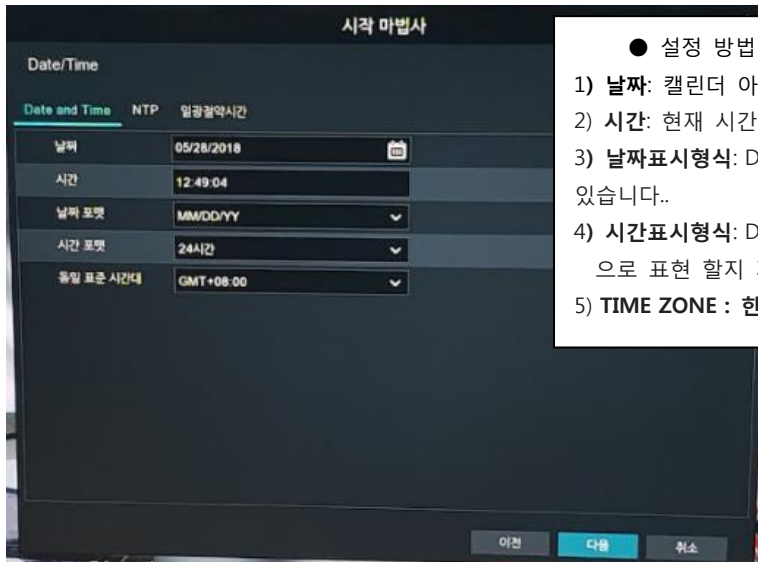 시작 마법사
Date/Time
Date and Time NTP 일광절약시간
날짜 05/28/2018
시간 12:49:04
날짜 포맷 MM/DD/YY
시간 포맷 24시간
동일 표준 시간대 GMT+08:00
이전 다음 취소
● 설정 방법
1) 날짜: 캘린더 아
2) 시간: 현재 시간
3) 날짜표시형식: D
있습니다..
4) 시간표시형식: D
으로 표현 할지
5) TIME ZONE : 한